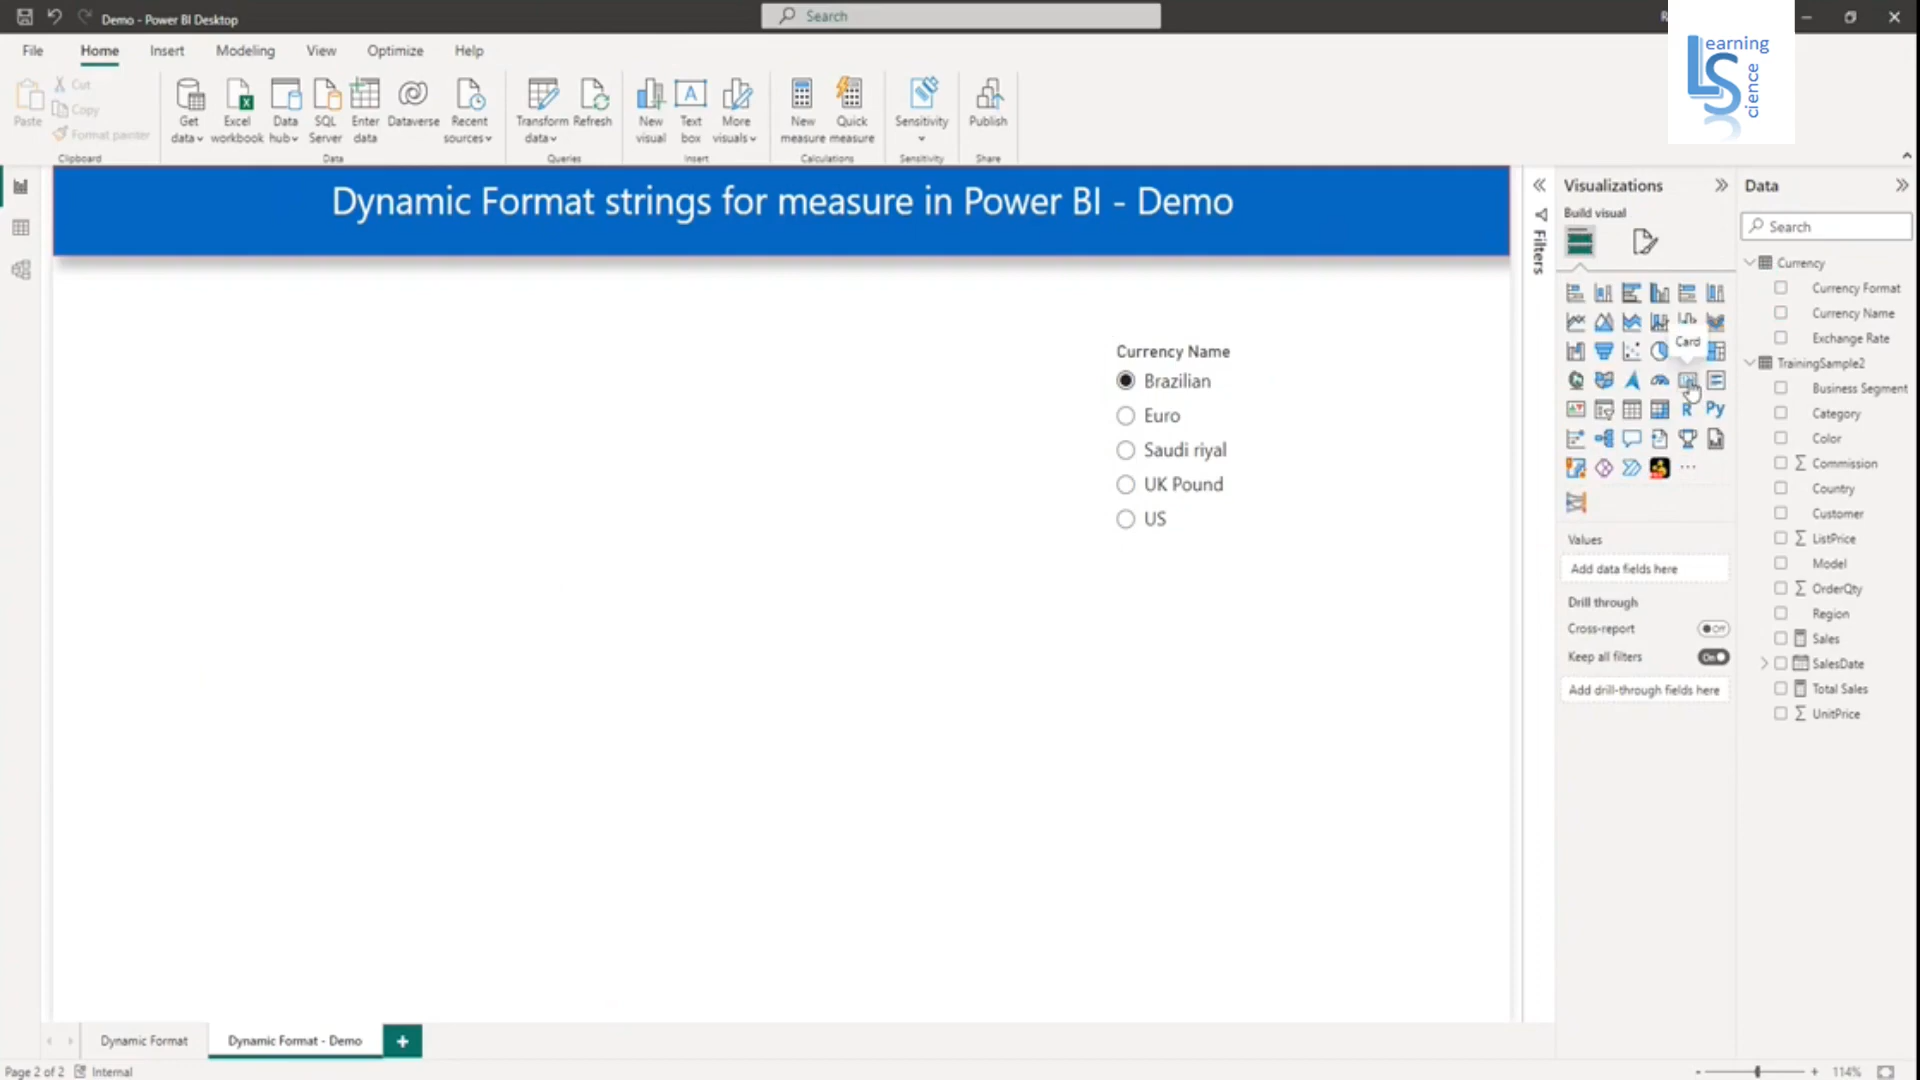 Demo - Power BI Desktop
Search
File Home Insert Modeling View Optimize Help
Paste
Cut
Copy
Format painter
Clipboard
Get data
Excel workbook
Data hub
SQL Server
Enter data
Dataverse
Recent sources
Data
Transform data
Refresh
Queries
New visual
Text box
More visuals
Insert
New measure
Quick measure
Calculations
Sensitivity
Sensitivity
Publish
Share
Learning
Science
Dynamic Format strings for measure in Power BI - Demo
Currency Name
Brazilian
Euro
Saudi riyal
UK Pound
US
Filters
Visualizations
Build visual
Card
R Py
Values
Add data fields here
Drill through
Cross-report
Off
Keep all filters
On
Add drill-through fields here
Data
Search
Currency
Currency Format
Currency Name
Exchange Rate
TrainingSample2
Business Segment
Category
Color
Commission
Country
Customer
ListPrice
Model
OrderQty
Region
Sales
SalesDate
Total Sales
UnitPrice
Dynamic Format
Dynamic Format - Demo
Page 2 of 2
Internal
114%